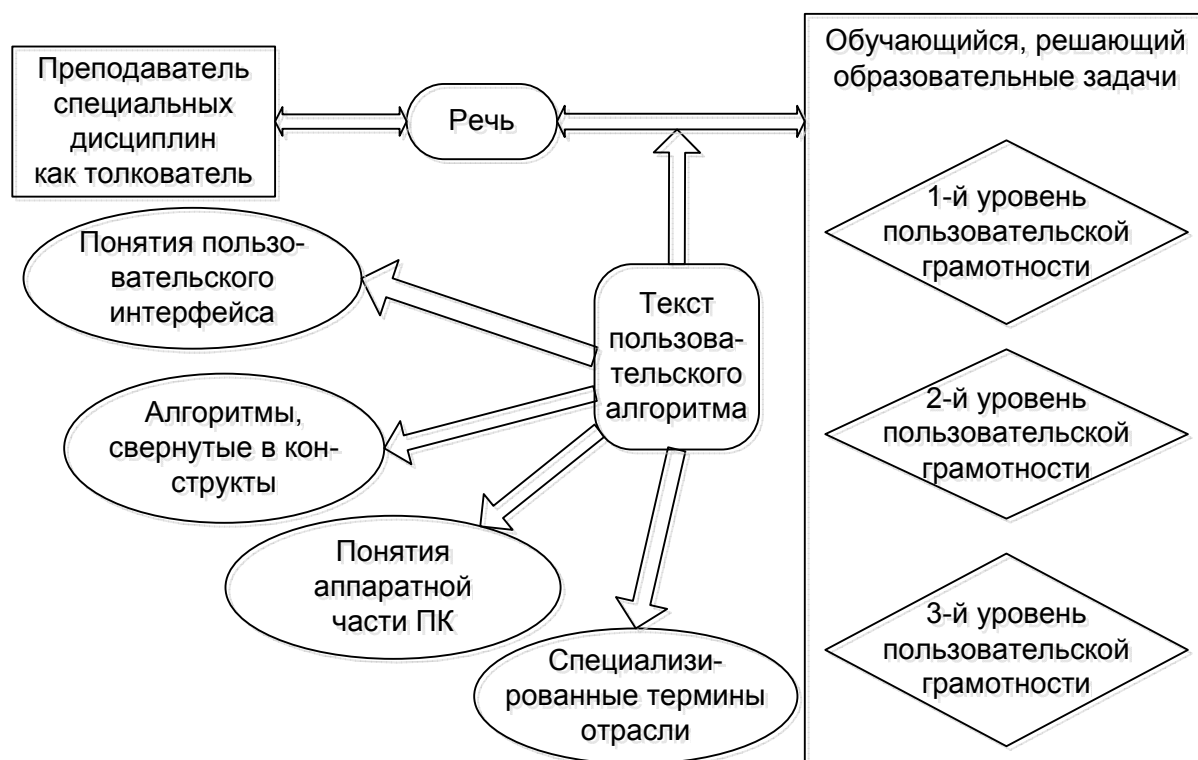 Преподаватель
специальных
дисциплин
как толкователь
Речь
Обучающийся, решающий
образовательные задачи
Понятия пользо-
вательского
интерфейса
Алгоритмы,
свернутые в кон-
структы
Понятия
аппаратной
части ПК
Специализи-
рованные термины
отрасли
Текст
пользова-
тельского
алгоритма
1-й уровень
пользовательской
грамотности
2-й уровень
пользовательской
грамотности
3-й уровень
пользовательской
грамотности